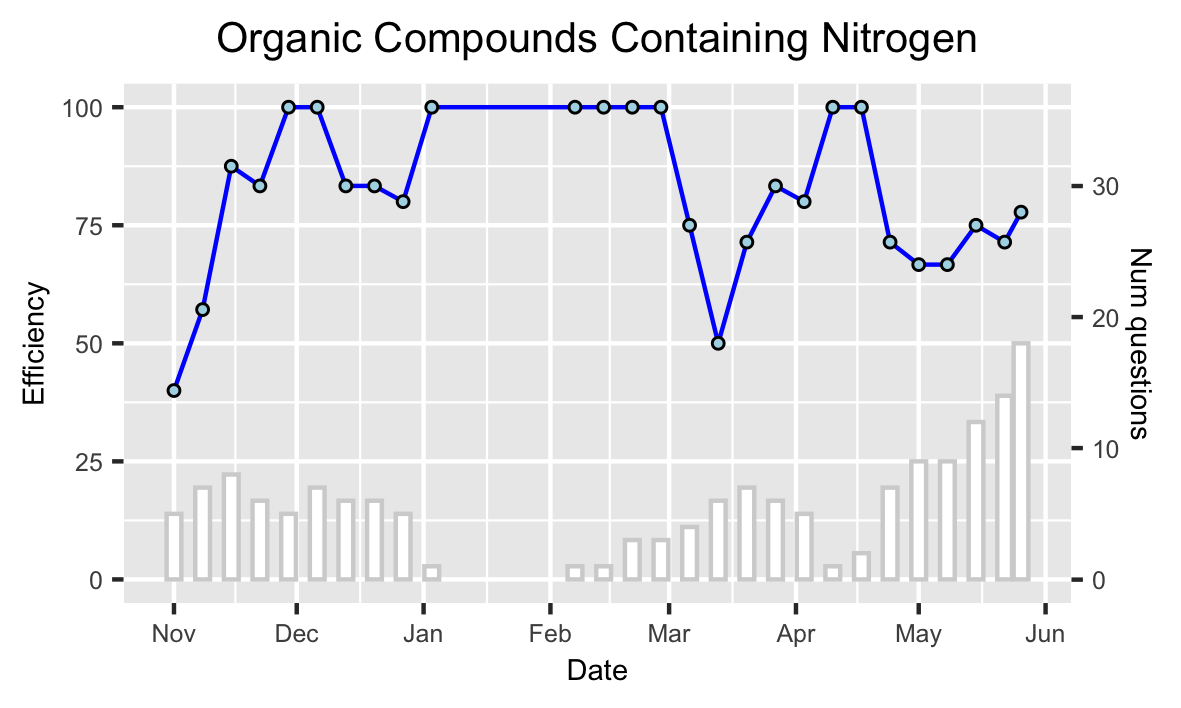 Organic Compounds Containing Nitrogen
100
75
50
25
0
Efficiency
30
20
10
0
Num questions
Nov Dec Jan Feb Mar Apr May Jun
Date